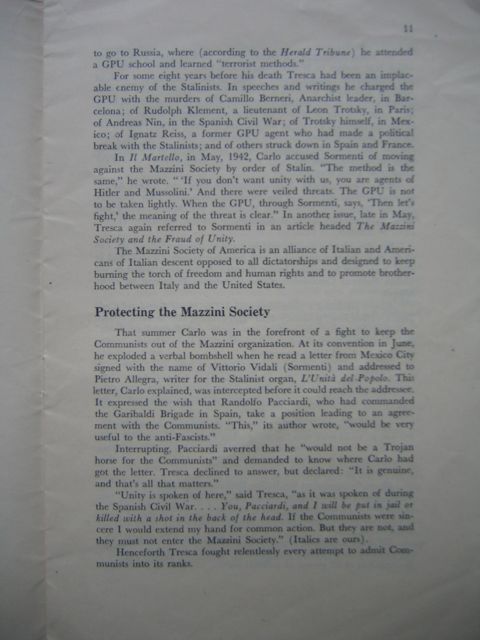 11
to go to Russia, where (according to the Herald Tribune) he attended
a GPU school and learned "terrorist methods."
For some eight years before his death Tresca had been an implac-
able enemy of the Stalinists. In speeches and writings he charged the
GPU with the murders of Camillo Berneri, Anarchist leader, in Bar-
celona; of Rudolph Klement, a lieutenant of Leon Trotsky, in Paris;
of Andreas Nin, in the Spanish Civil War; of Trotsky himself, in Mex-
ico; of Ignatz Reiss, a former GPU agent who had made a political
break with the Stalinists; and of others struck down in Spain and France.
In Il Martello, in May, 1942, Carlo accused Sormenti of moving
against the Mazzini Society by order of Stalin. "The method is the
same," he wrote. " 'If you don't want unity with us, you are agents of
Hitler and Mussolini.' And there were veiled threats. The GPU is not
to be taken lightly. When the GPU, through Sormenti, says, 'Then let's
fight,' the meaning of the threat is clear." In another issue, late in May,
Tresca again referred to Sormenti in an article headed The Mazzini
Society and the Fraud of Unity.
The Mazzini Society of America is an alliance of Italian and Ameri-
cans of Italian descent opposed to all dictatorships and designed to keep
burning the torch of freedom and human rights and to promote brother-
hood between Italy and the United States.
Protecting the Mazzini Society
That summer Carlo was in the forefront of a fight to keep the
Communists out of the Mazzini organization. At its convention in June,
he exploded a verbal bombshell when he read a letter from Mexico City
signed with the name of Vittorio Vidali (Sormenti) and addressed to
Pietro Allegra, writer for the Stalinist organ, L'Unità del Popolo. This
letter, Carlo explained, was intercepted before it could reach the addressee.
It expressed the wish that Randolfo Pacciardi, who had commanded
the Garibaldi Brigade in Spain, take a position leading to an agree-
ment with the Communists. "This," its author wrote, "would be very
useful to the anti-Fascists."
Interrupting, Pacciardi averred that he "would not be a Trojan
horse for the Communists" and demanded to know where Carlo had
got the letter. Tresca declined to answer, but declared: "It is genuine,
and that's all that matters."
"Unity is spoken of here," said Tresca, "as it was spoken of during
the Spanish Civil War. . . . You, Pacciardi, and I will be put in jail or
killed with a shot in the back of the head. If the Communists were sin-
cere I would extend my hand for common action. But they are not, and
they must not enter the Mazzini Society." (Italics are ours).
Henceforth Tresca fought relentlessly every attempt to admit Com-
munists into its ranks.